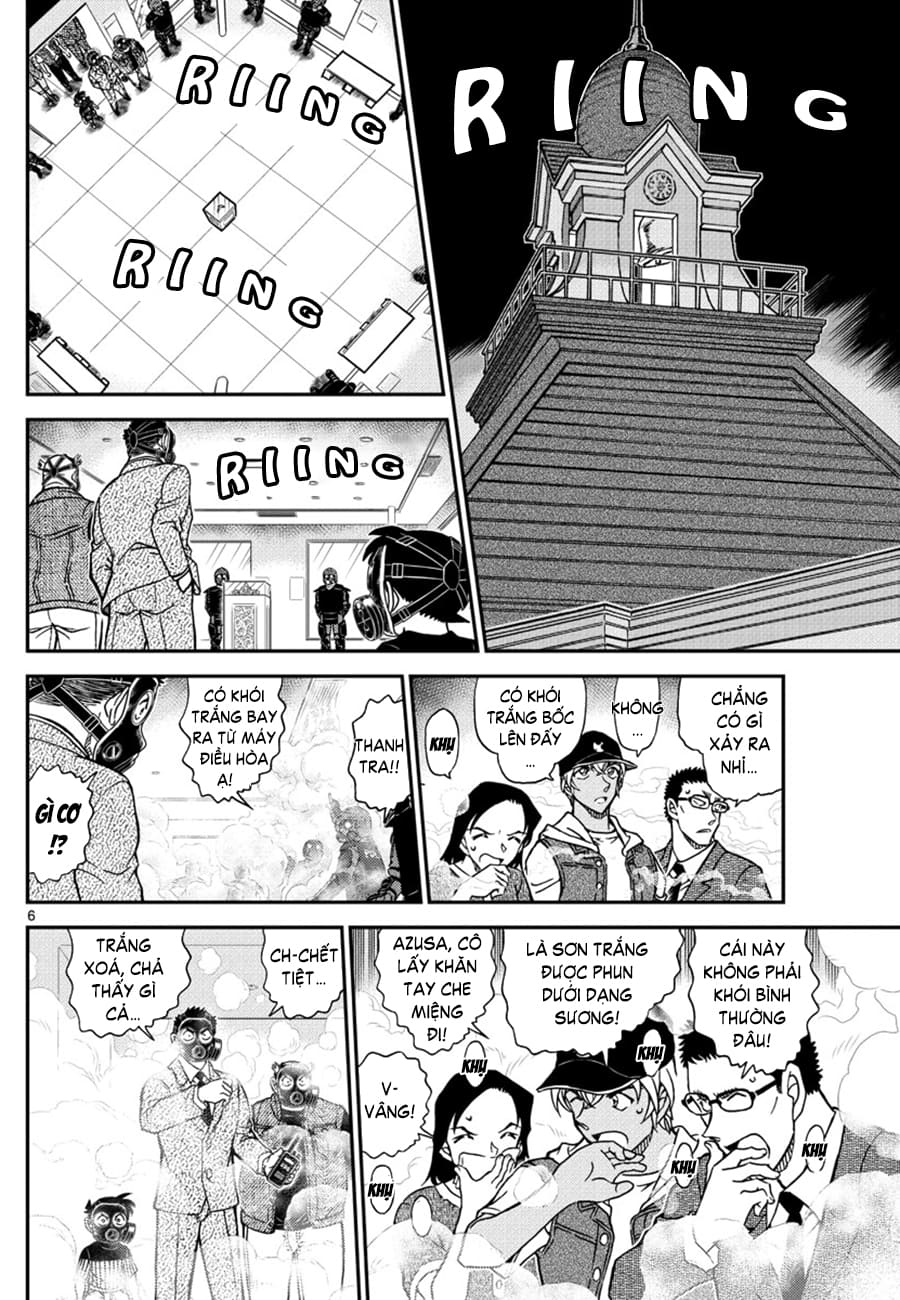 RIING
RIING
RIING
RIING
CHẲNG
CÓ GÌ
XẢY RA
NHỈ...
KHÔNG
...
CÓ KHÓI
TRẮNG BỐC
LÊN ĐẤY
...
KHỤ
THANH
TRA!!
CÓ KHÓI
TRẮNG BAY
RA TỪ MÁY
ĐIỀU HÒA
Ạ!
GÌ CƠ
!?
6
CÁI NÀY
KHÔNG PHẢI
KHÓI BÌNH
THƯỜNG
ĐÂU!
LÀ SƠN TRẮNG
ĐƯỢC PHUN
DƯỚI DẠNG
SƯƠNG!
AZUSA, CÔ
LẤY KHĂN
TAY CHE
MIỆNG
ĐI!
V-
VÂNG!
KHỤ
KHỤ
KHỤ
KHỤ
KHỤ
CH-CHẾT
TIỆT...
TRẮNG
XOÁ, CHẢ
THẤY GÌ
CẢ...